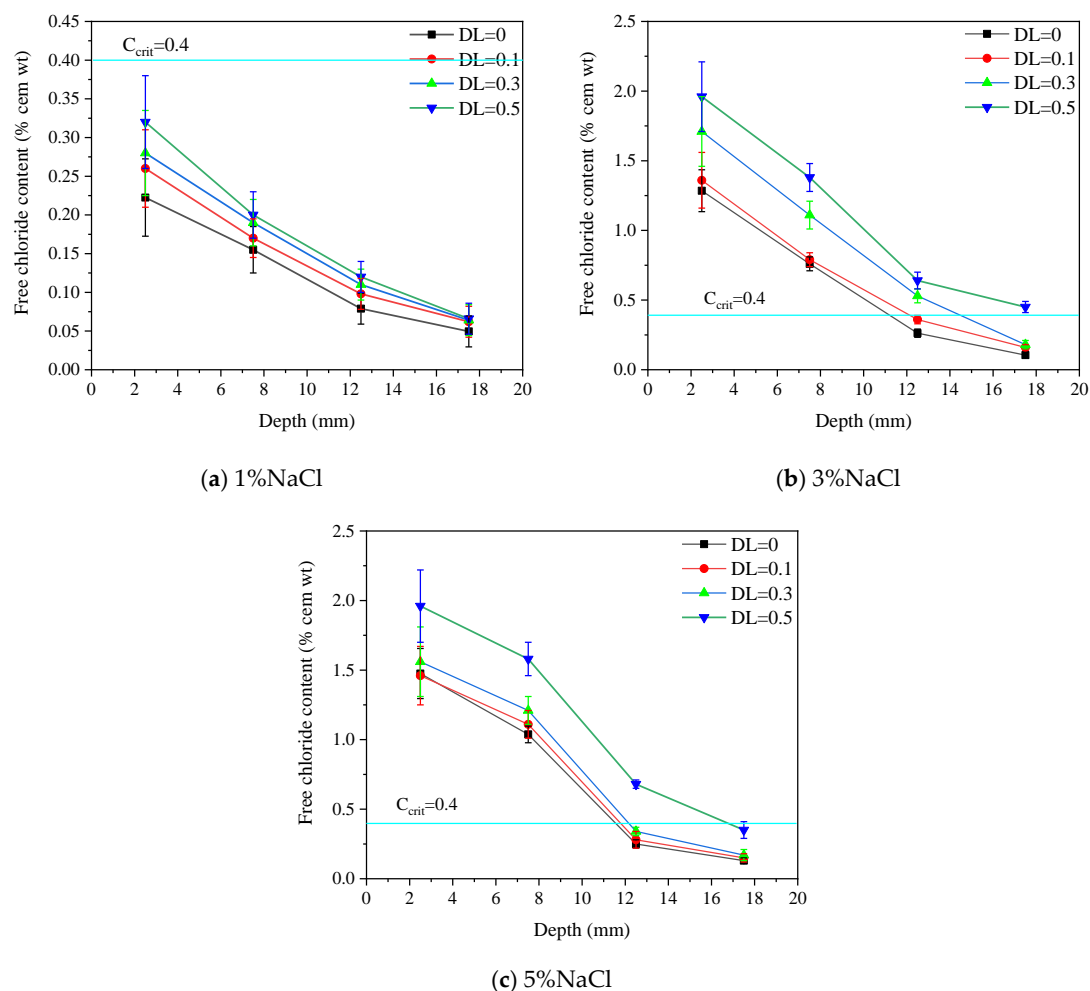 0.45
0.40
0.35
0.30
0.25
0.20
0.15
0.10
0.05
0.00
Free chloride content (% cem wt)
C_crit=0.4
DL=0
DL=0.1
DL=0.3
DL=0.5
0 2 4 6 8 10 12 14 16 18 20
Depth (mm)
(a) 1%NaCl
2.5
2.0
1.5
1.0
0.5
0.0
Free chloride content (% cem wt)
C_crit=0.4
DL=0
DL=0.1
DL=0.3
DL=0.5
0 2 4 6 8 10 12 14 16 18 20
Depth (mm)
(b) 3%NaCl
2.5
2.0
1.5
1.0
0.5
0.0
Free chloride content (% cem wt)
C_crit=0.4
DL=0
DL=0.1
DL=0.3
DL=0.5
0 2 4 6 8 10 12 14 16 18 20
Depth (mm)
(c) 5%NaCl